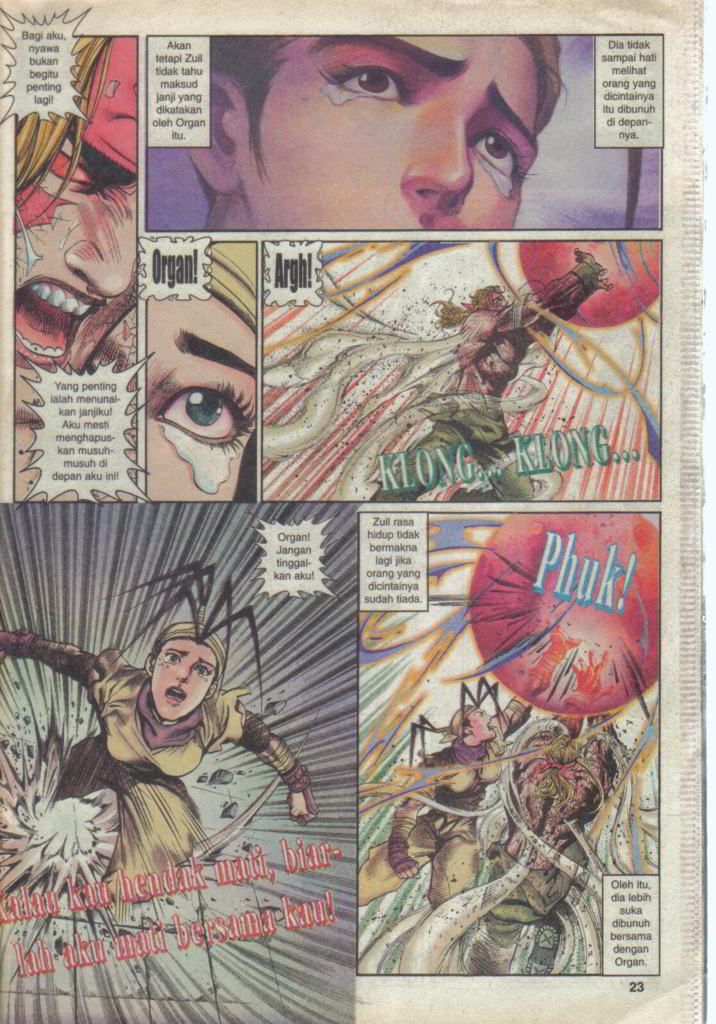 Bagi aku,
nyawa
bukan
begitu
penting
lagi!
Akan
tetapi Zuil
tidak tahu
maksud
janji yang
dikatakan
oleh Organ
itu.
Dia tidak
sampai hati
melihat
orang yang
dicintainya
itu dibunuh
di depan-
nya.
Yang penting
ialah menunai-
kan janjiku!
Aku mesti
menghapus-
kan musuh-
musuh di
depan aku ini!
Organ!
Argh!
KLONG... KLONG...
Organ!
Jangan
tinggal-
kan aku!
Kalau kau hendak mati, biar-
lah aku mati bersama kau!
Zuil rasa
hidup tidak
bermakna
lagi jika
orang yang
dicintainya
sudah tiada.
Phuk!
Oleh itu,
dia lebih
suka
dibunuh
bersama
dengan
Organ.
23